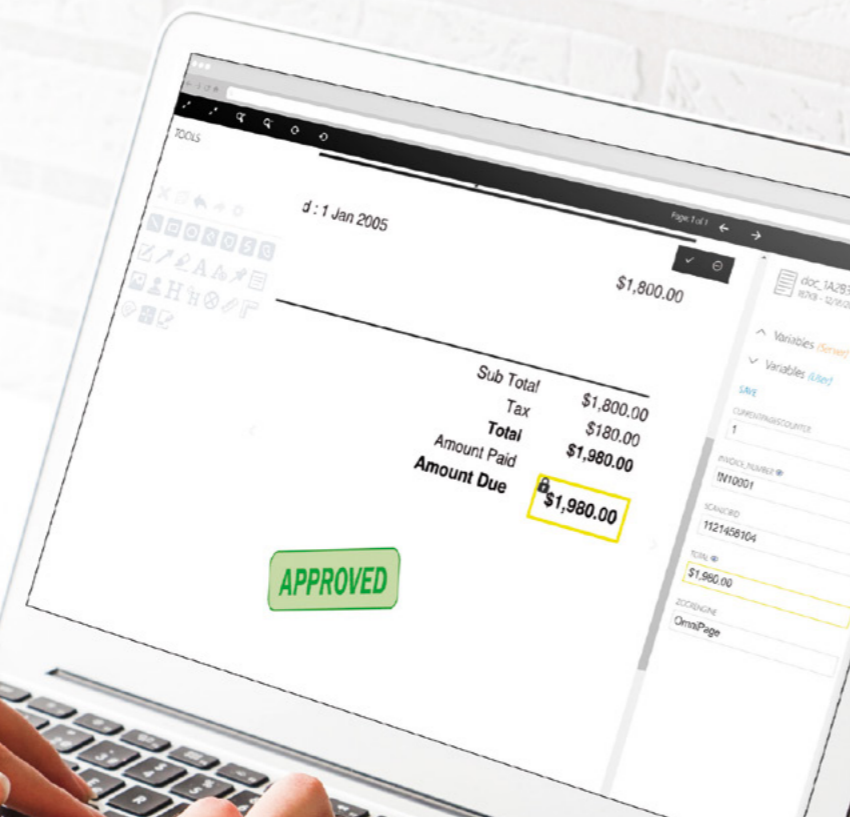 TOOLS
Page: 1 of 1
d : 1 Jan 2005
$1,800.00
Sub Total $1,800.00
Tax $180.00
Total $1,980.00
Amount Paid
Amount Due $1,980.00
APPROVED
Variables (Server)
Variables (User)
SAVE
1
INVOICE_NUMBER
IN10001
1121456104
TOTAL
$1,980.00
OmniPage